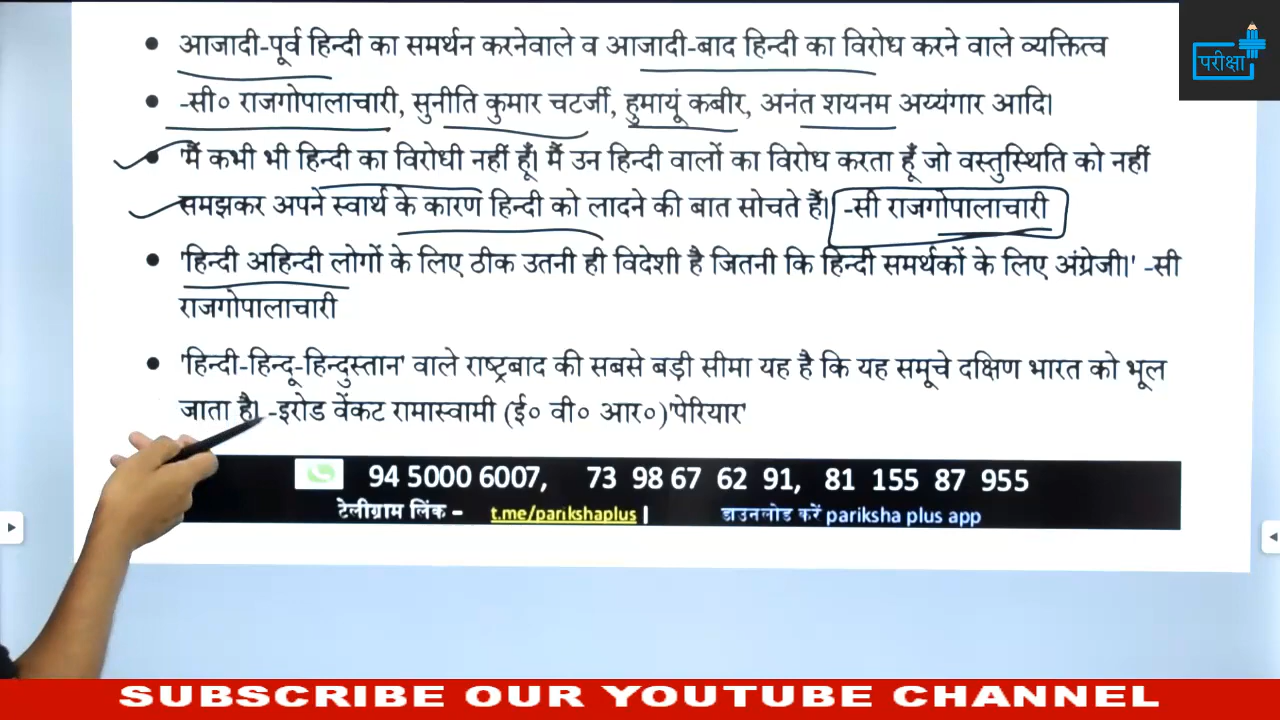 परीक्षा
• आजादी-पूर्व हिन्दी का समर्थन करनेवाले व आजादी-बाद हिन्दी का विरोध करने वाले व्यक्तित्व
• -सी० राजगोपालाचारी, सुनीति कुमार चटर्जी, हुमायूं कबीर, अनंत शयनम अय्यंगार आदि।
• 'मैं कभी भी हिन्दी का विरोधी नहीं हूँ। मैं उन हिन्दी वालों का विरोध करता हूँ जो वस्तुस्थिति को नहीं
समझकर अपने स्वार्थ के कारण हिन्दी को लादने की बात सोचते हैं। -सी राजगोपालाचारी
• 'हिन्दी अहिन्दी लोगों के लिए ठीक उतनी ही विदेशी है जितनी कि हिन्दी समर्थकों के लिए अंग्रेजी।' -सी
राजगोपालाचारी
• 'हिन्दी-हिन्दू-हिन्दुस्तान' वाले राष्ट्रबाद की सबसे बड़ी सीमा यह है कि यह समूचे दक्षिण भारत को भूल
जाता है। -इरोड वेंकट रामास्वामी (ई० वी० आर०)'पेरियार'
94 5000 6007, 73 98 67 62 91, 81 155 87 955
टेलीग्राम लिंक – t.me/parikshaplus | डाउनलोड करें pariksha plus app
SUBSCRIBE OUR YOUTUBE CHANNEL